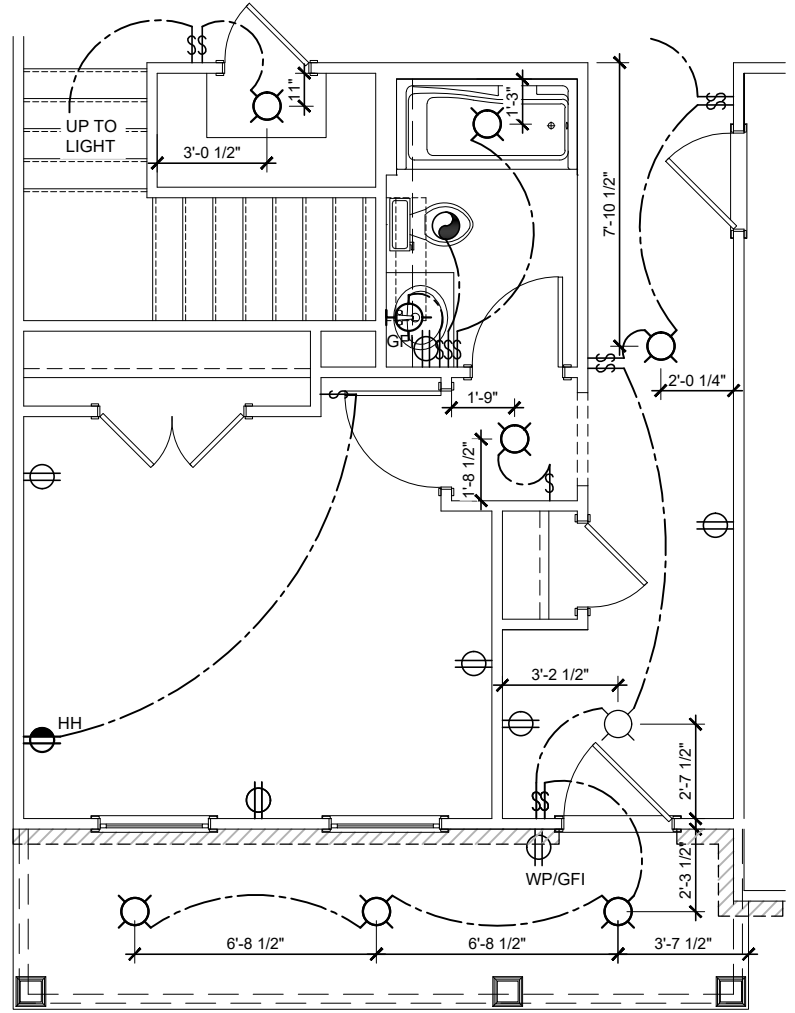 11"
1'-3"
UP TO
LIGHT
3'-0 1/2"
7'-10 1/2"
GFI
2'-0 1/4"
1'-9"
1'-8 1/2"
3'-2 1/2"
HH
2'-7 1/2"
WP/GFI
2'-3 1/2"
6'-8 1/2"
6'-8 1/2"
3'-7 1/2"